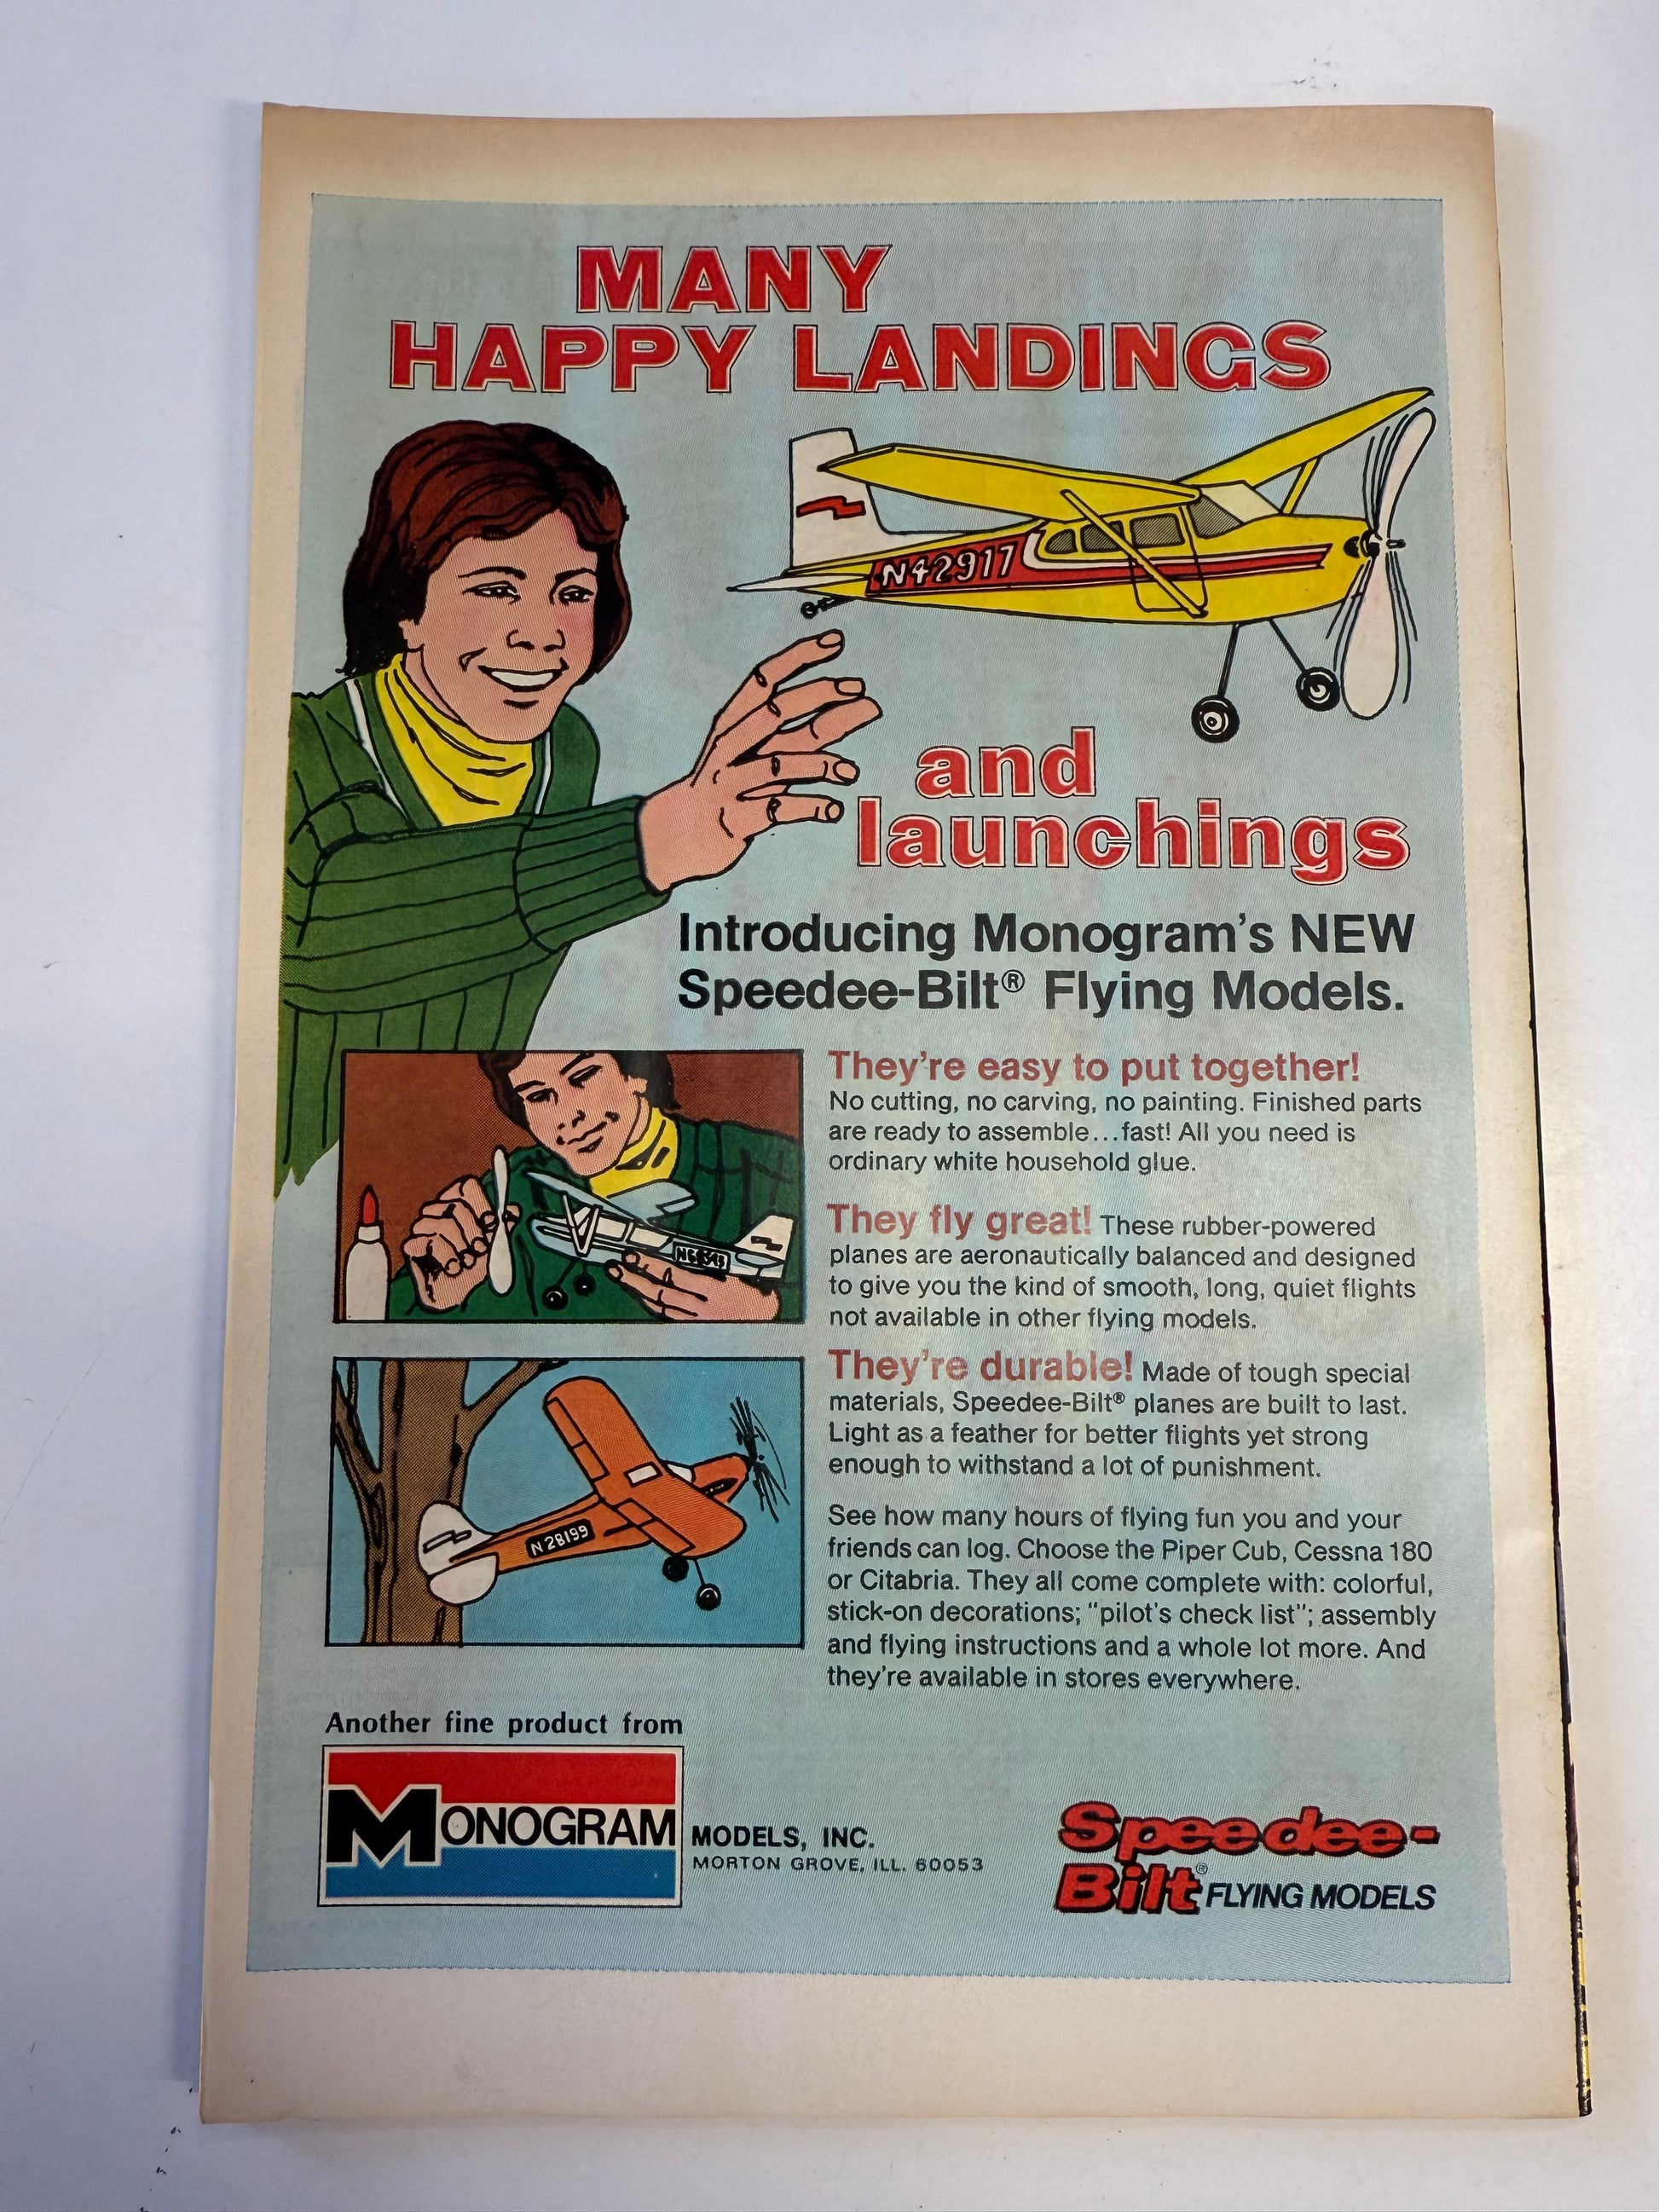 MANY
HAPPY LANDINGS
N42917
and
launchings
Introducing Monogram's NEW
Speedee-Bilt® Flying Models.
They're easy to put together!
No cutting, no carving, no painting. Finished parts
are ready to assemble...fast! All you need is
ordinary white household glue.
They fly great! These rubber-powered
planes are aeronautically balanced and designed
to give you the kind of smooth, long, quiet flights
not available in other flying models.
They're durable! Made of tough special
materials, Speedee-Bilt® planes are built to last.
Light as a feather for better flights yet strong
enough to withstand a lot of punishment.
N28199
See how many hours of flying fun you and your
friends can log. Choose the Piper Cub, Cessna 180
or Citabria. They all come complete with: colorful,
stick-on decorations; "pilot's check list"; assembly
and flying instructions and a whole lot more. And
they're available in stores everywhere.
Another fine product from
MONOGRAM MODELS, INC.
MORTON GROVE, ILL. 60053
Speedee-
Bilt® FLYING MODELS